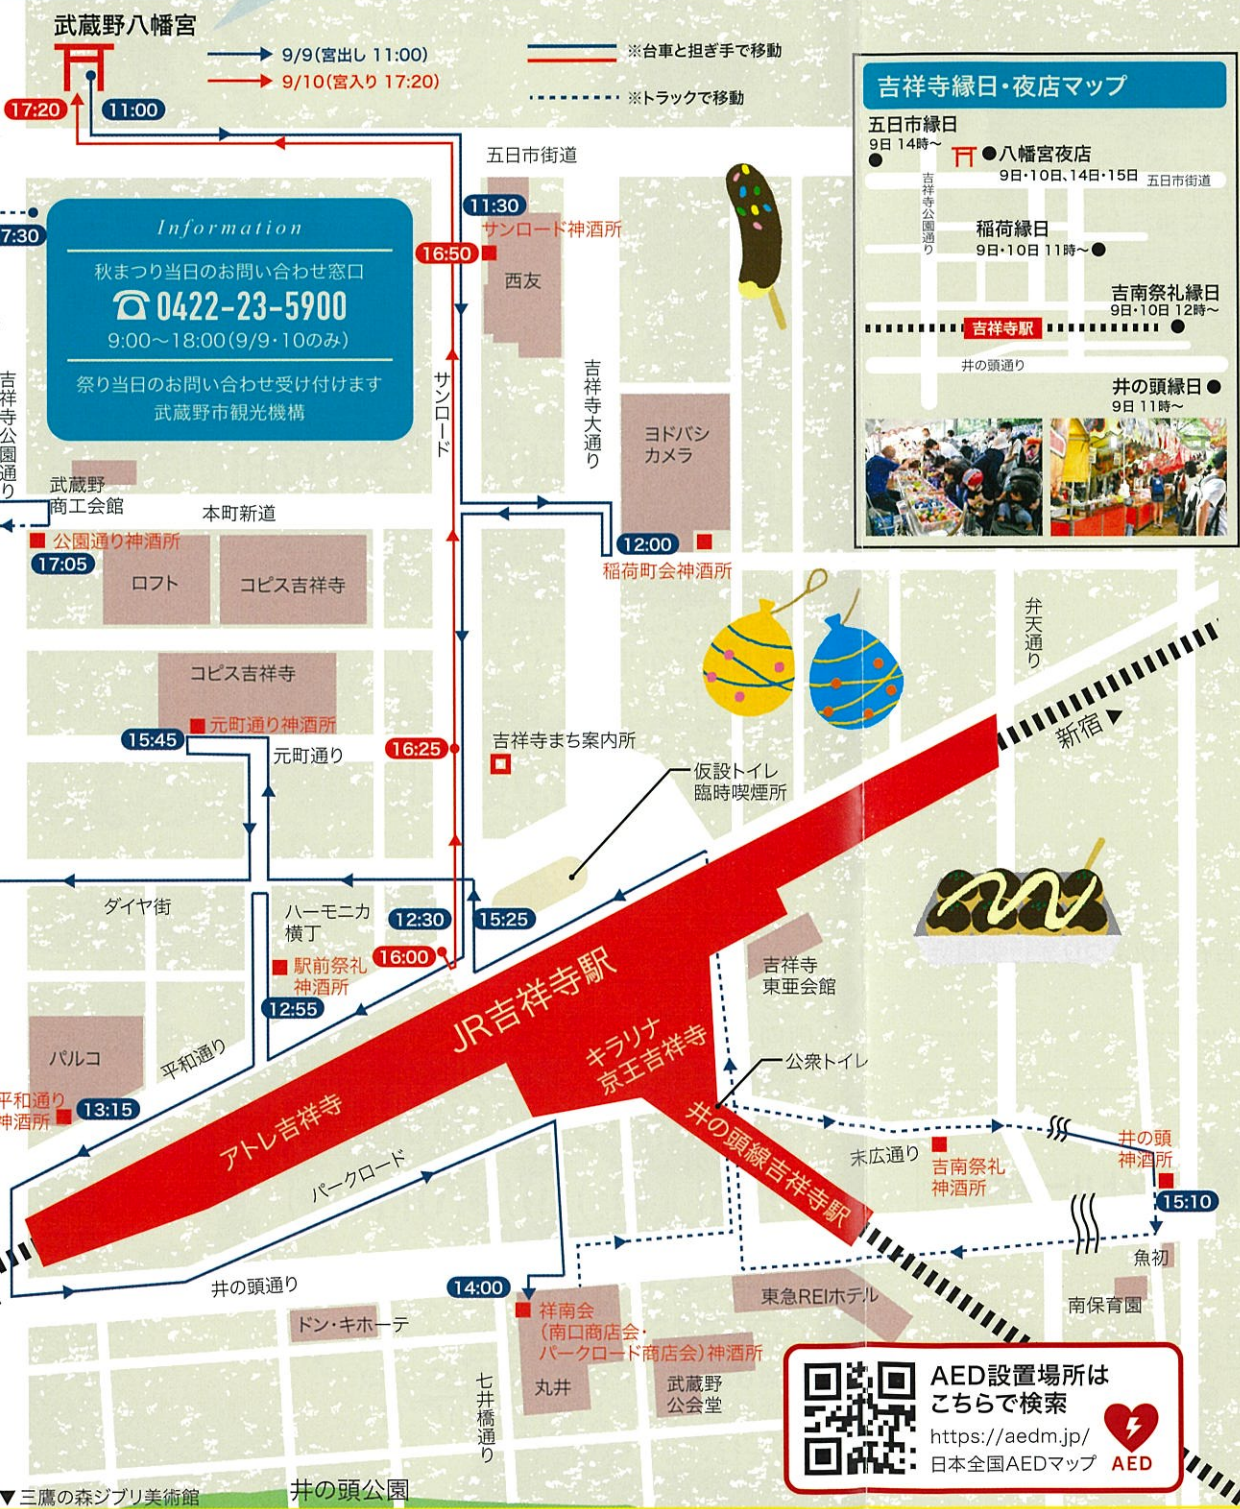 武蔵野八幡宮
9/9(宮出し 11:00)
9/10(宮入り 17:20)
※台車と担ぎ手で移動
※トラックで移動
17:20
11:00
五日市街道
7:30
Information
秋まつり当日のお問い合わせ窓口
☎0422-23-5900
9:00～18:00(9/9・10のみ)
祭り当日のお問い合わせ受け付けます
武蔵野市観光機構
11:30
サンロード神酒所
16:50
西友
吉祥寺公園通り
サンロード
吉祥寺大通り
ヨドバシ
カメラ
吉祥寺縁日・夜店マップ
五日市縁日
9日 14時～
八幡宮夜店
9日・10日、14日・15日
五日市街道
吉祥寺公園通り
稲荷縁日
9日・10日 11時～
吉南祭礼縁日
9日・10日 12時～
吉祥寺駅
井の頭通り
井の頭縁日
9日 11時～
武蔵野
商工会館
本町新道
公園通り神酒所
17:05
ロフト
コピス吉祥寺
12:00
稲荷町会神酒所
弁天通り
コピス吉祥寺
元町通り神酒所
15:45
元町通り
16:25
吉祥寺まち案内所
新宿▶
仮設トイレ
臨時喫煙所
ダイヤ街
ハーモニカ
横丁
12:30
15:25
16:00
駅前祭礼
神酒所
12:55
JR吉祥寺駅
吉祥寺
東亜会館
キラリナ
京王吉祥寺
パルコ
平和通り
公衆トイレ
平和通り
神酒所
13:15
アトレ吉祥寺
井の頭線吉祥寺駅
パークロード
末広通り
吉南祭礼
神酒所
井の頭
神酒所
15:10
魚初
井の頭通り
14:00
祥南会
(南口商店会・
パークロード商店会)神酒所
東急REIホテル
南保育園
ドン・キホーテ
丸井
武蔵野
公会堂
七井橋通り
AED設置場所は
こちらで検索
https://aedm.jp/
日本全国AEDマップ
AED
▼三鷹の森ジブリ美術館
井の頭公園